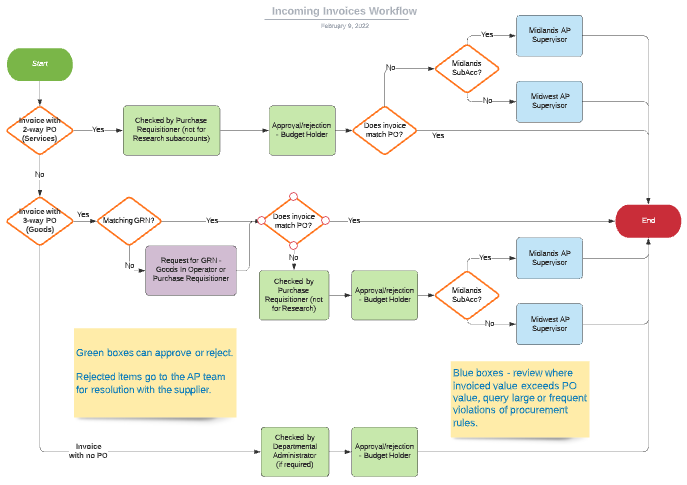 Incoming Invoices Workflow
February 9, 2022
Start
Invoice with
2-way PO
(Services)
Yes
Checked by Purchase
Requisitioner (not for
Research subaccounts)
Approval/rejection
- Budget Holder
Does invoice
match PO?
No
Yes
Midlands
SubAcc?
Yes
Midlands AP
Supervisor
No
Midwest AP
Supervisor
No
Invoice with
3-way PO
(Goods)
Yes
Matching GRN?
Yes
No
Request for GRN -
Goods In Operator or
Purchase Requisitioner
Does invoice
match PO?
Yes
End
No
Checked by
Purchase
Requisitioner (not
for Research)
Approval/rejection
- Budget Holder
Midlands
SubAcc?
Yes
Midlands AP
Supervisor
No
Midwest AP
Supervisor
Green boxes can approve or reject.
Rejected items go to the AP team
for resolution with the supplier.
Blue boxes - review where
invoiced value exceeds PO
value, query large or frequent
violations of procurement
rules.
Invoice
with no PO
Checked by
Departmental
Administrator
(if required)
Approval/rejection
- Budget Holder